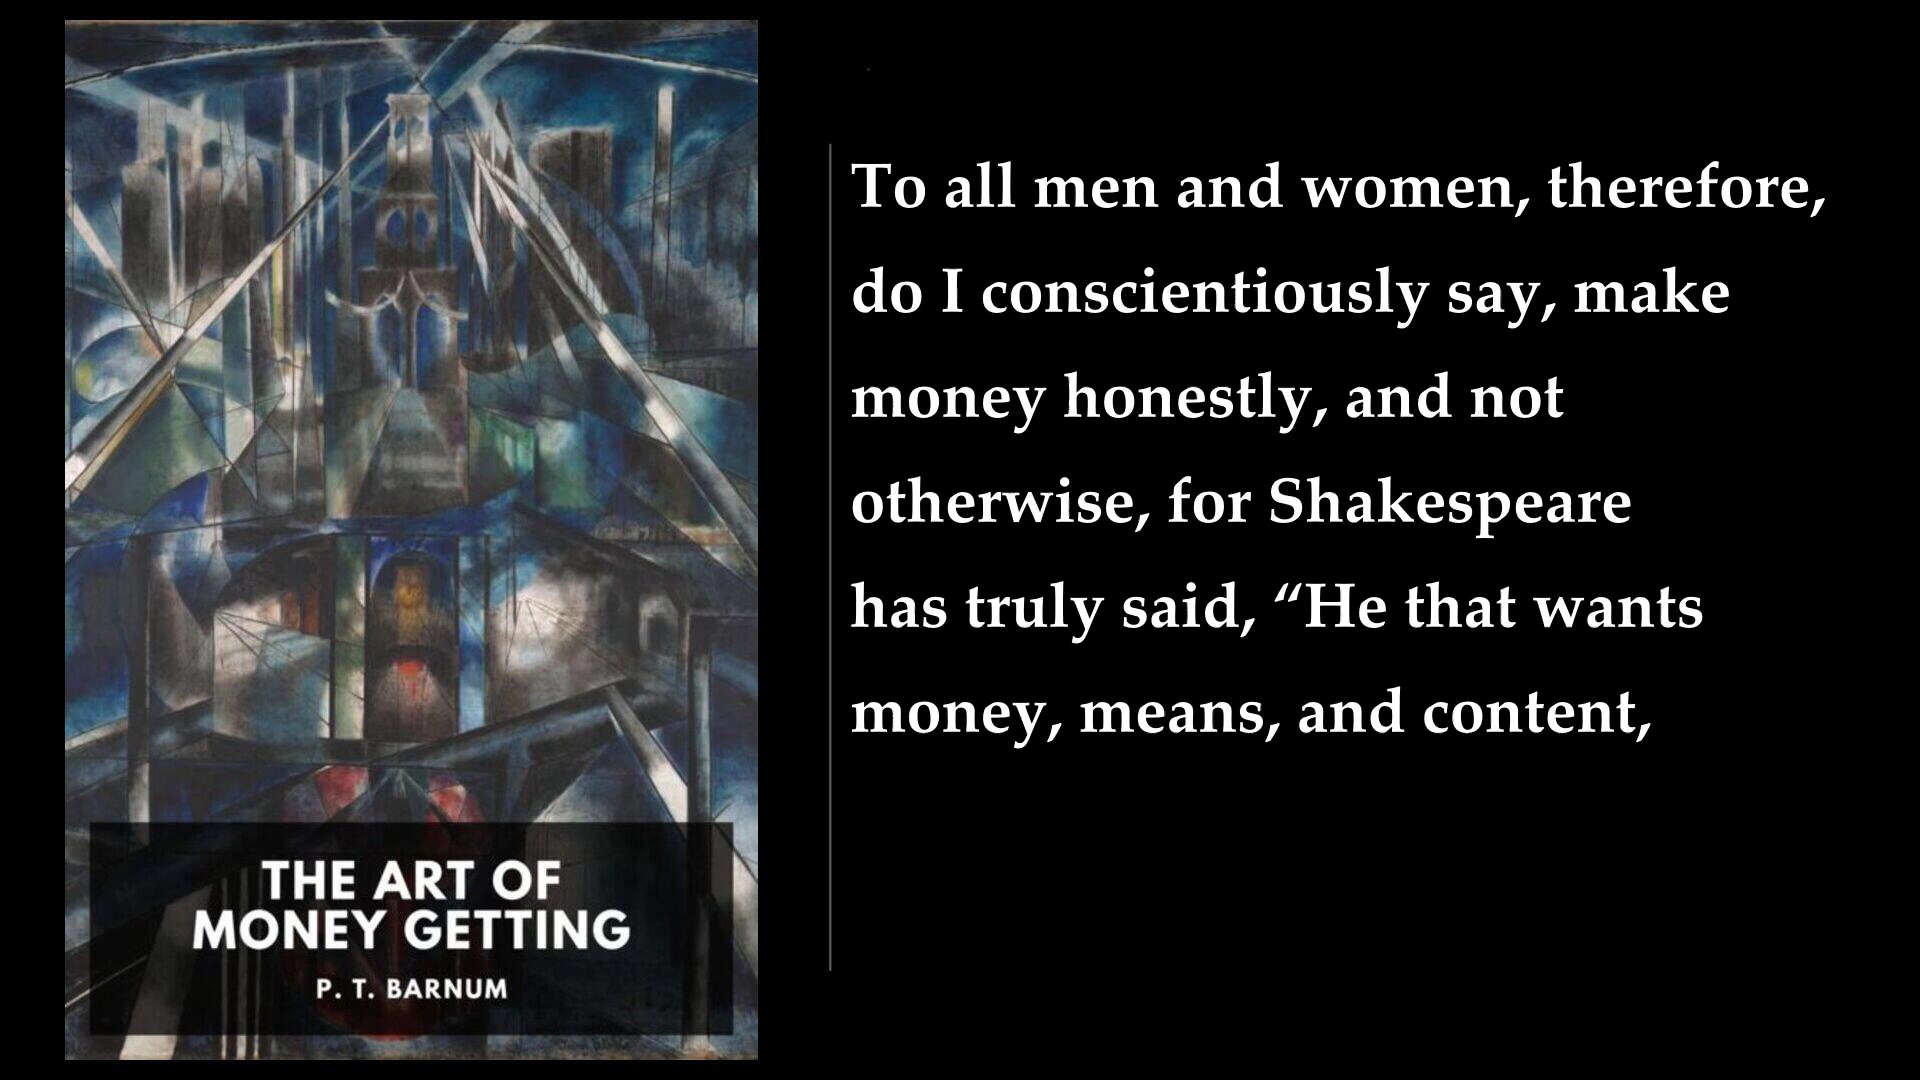 THE ART OF
MONEY GETTING
P. T. BARNUM
To all men and women, therefore,
do I conscientiously say, make
money honestly, and not
otherwise, for Shakespeare
has truly said, “He that wants
money, means, and content,